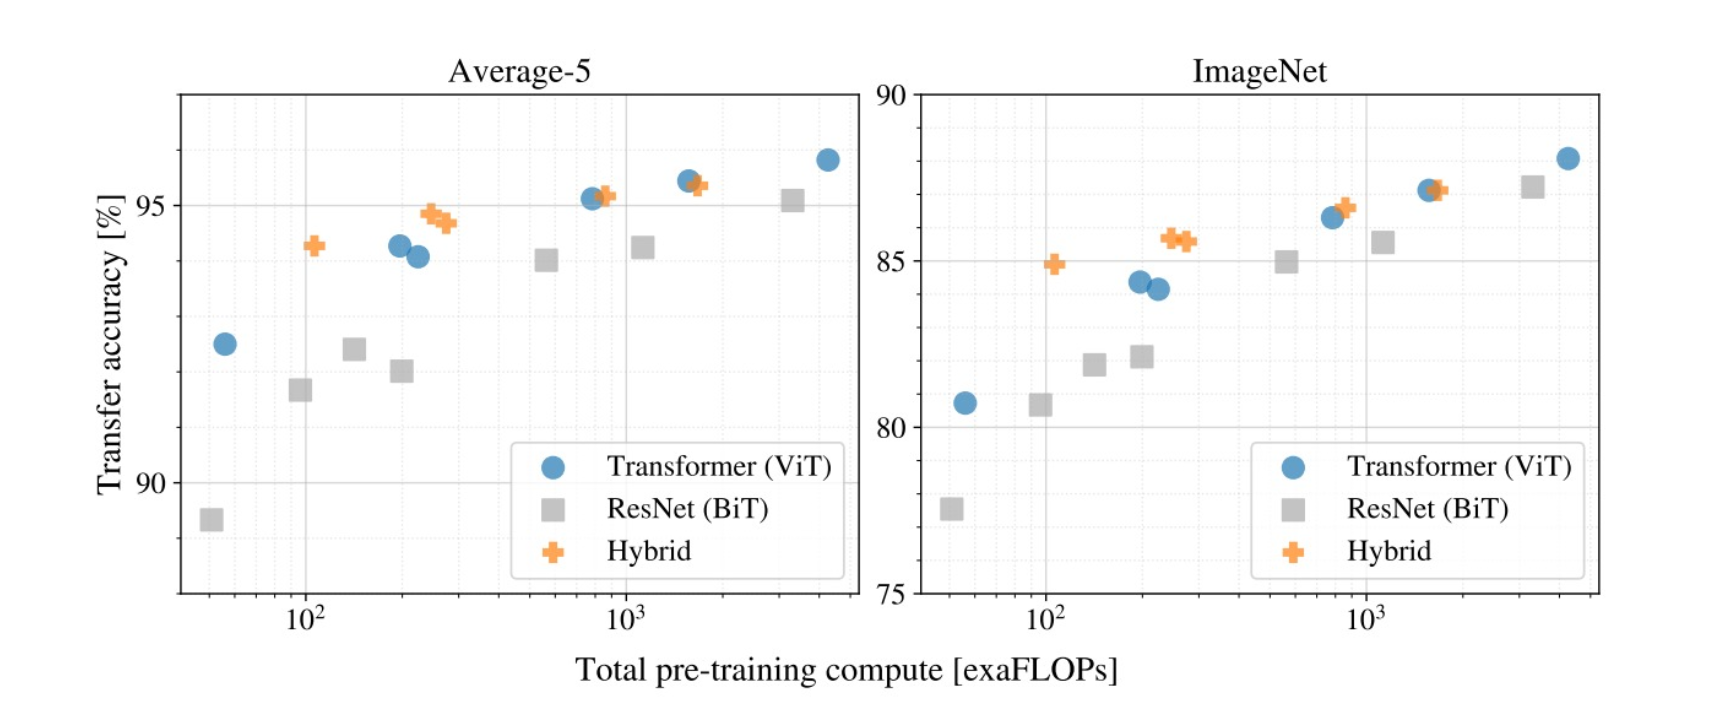 Average-5
ImageNet
Transfer accuracy [%]
95
90
10²
10³
Transformer (ViT)
ResNet (BiT)
Hybrid
90
85
80
75
10²
10³
Transformer (ViT)
ResNet (BiT)
Hybrid
Total pre-training compute [exaFLOPs]